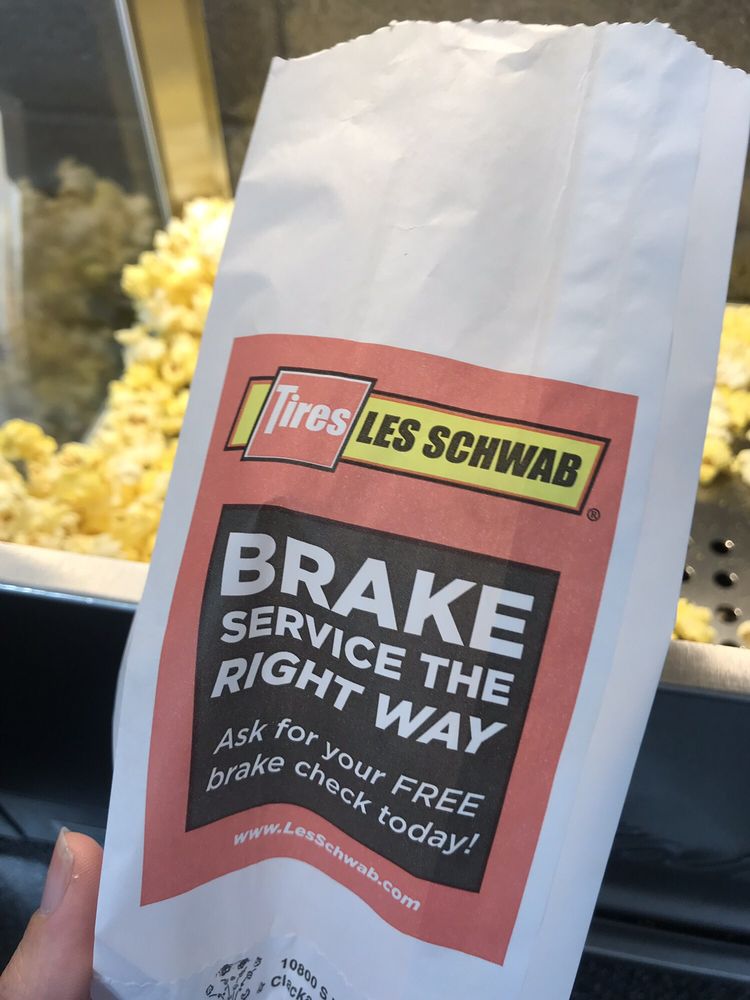 Tires LES SCHWAB ®
BRAKE
SERVICE THE
RIGHT WAY
Ask for your FREE
brake check today!
www.LesSchwab.com
10800 S